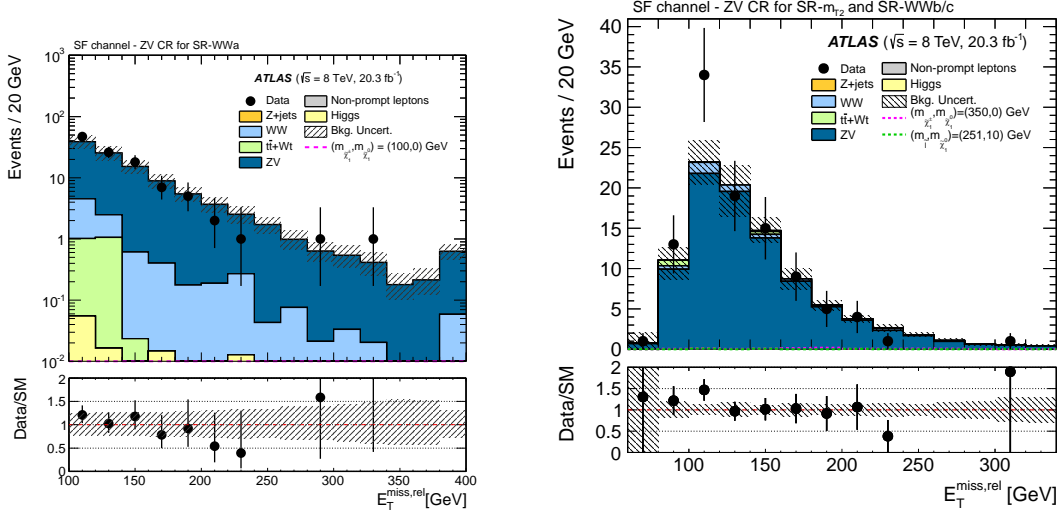 SF channel - ZV CR for SR-WWa
ATLAS (√s = 8 TeV, 20.3 fb⁻¹)
Data
Z+jets
WW
tt̄+Wt
ZV
Non-prompt leptons
Higgs
Bkg. Uncert.
(m_χ̃₁±, m_χ̃₁⁰) = (100,0) GeV
Events / 20 GeV
10³
10²
10
1
10⁻¹
10⁻²
Data/SM
2
1.5
1
0.5
0
100 150 200 250 300 350 400
E_T^miss,rel [GeV]
SF channel - ZV CR for SR-m_T2 and SR-WWb/c
ATLAS (√s = 8 TeV, 20.3 fb⁻¹)
Data
Z+jets
WW
tt̄+Wt
ZV
Non-prompt leptons
Higgs
Bkg. Uncert.
(m_χ̃₁±,m_χ̃₁⁰)=(350,0) GeV
(m_l̃±,m_χ̃₁⁰)=(251,10) GeV
Events / 20 GeV
40
35
30
25
20
15
10
5
0
Data/SM
2
1.5
1
0.5
0
100 150 200 250 300
E_T^miss,rel [GeV]